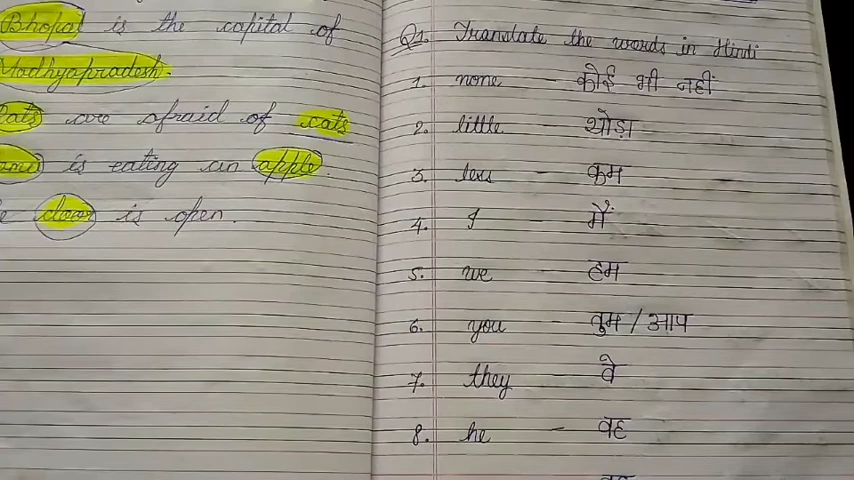 Bhopal is the capital of
Madhyapradesh.
are afraid of cats
is eating an apple.
door is open.
Q1. Translate the words in Hindi
1. none - कोई भी नहीं
2. little - थोड़ा
3. less - कम
4. I - मैं
5. we - हम
6. you - तुम / आप
7. they - वे
8. he - वह